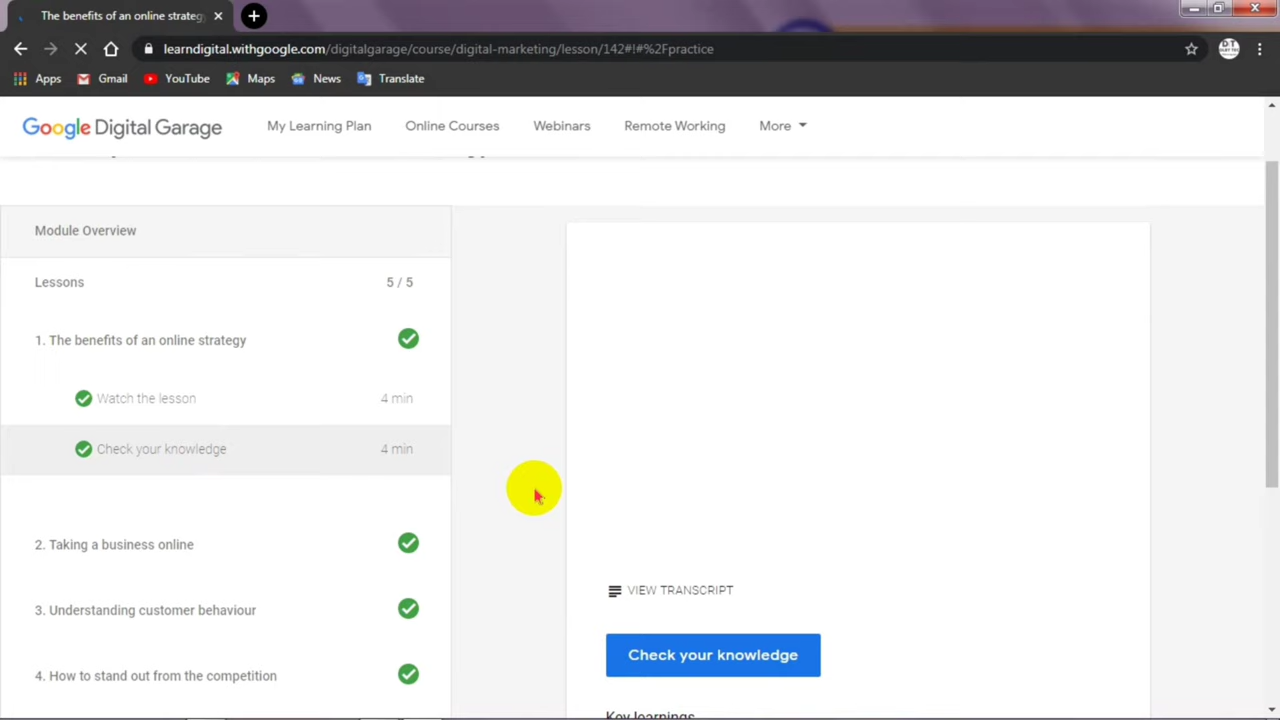 The benefits of an online strateg
learndigital.withgoogle.com/digitalgarage/course/digital-marketing/lesson/142#!#%2Fpractice
Apps Gmail YouTube Maps News Translate
Google Digital Garage My Learning Plan Online Courses Webinars Remote Working More
Module Overview
Lessons 5 / 5
1. The benefits of an online strategy
Watch the lesson 4 min
Check your knowledge 4 min
2. Taking a business online
3. Understanding customer behaviour
4. How to stand out from the competition
VIEW TRANSCRIPT
Check your knowledge
Key learnings